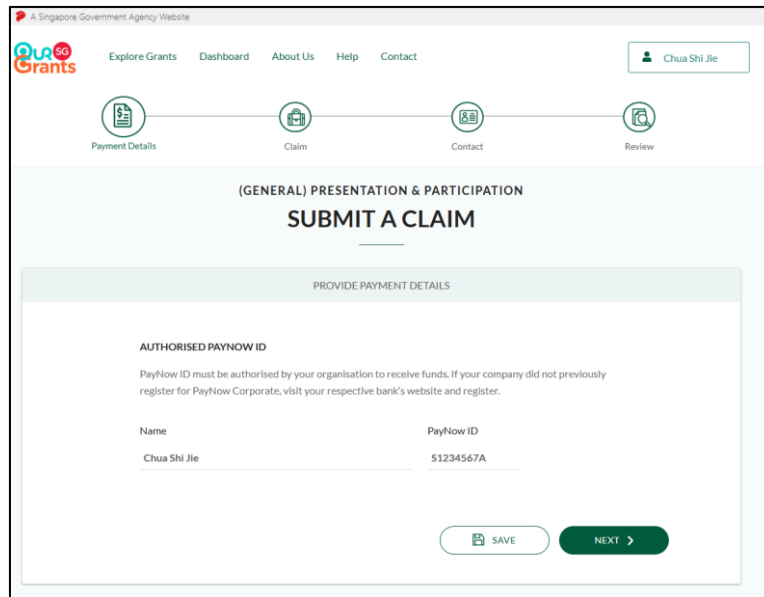 A Singapore Government Agency Website
OUR SG
Grants
Explore Grants Dashboard About Us Help Contact
Chua Shi Jie
Payment Details Claim Contact Review
(GENERAL) PRESENTATION & PARTICIPATION
SUBMIT A CLAIM
PROVIDE PAYMENT DETAILS
AUTHORISED PAYNOW ID
PayNow ID must be authorised by your organisation to receive funds. If your company did not previously
register for PayNow Corporate, visit your respective bank's website and register.
Name PayNow ID
Chua Shi Jie S1234567A
SAVE NEXT